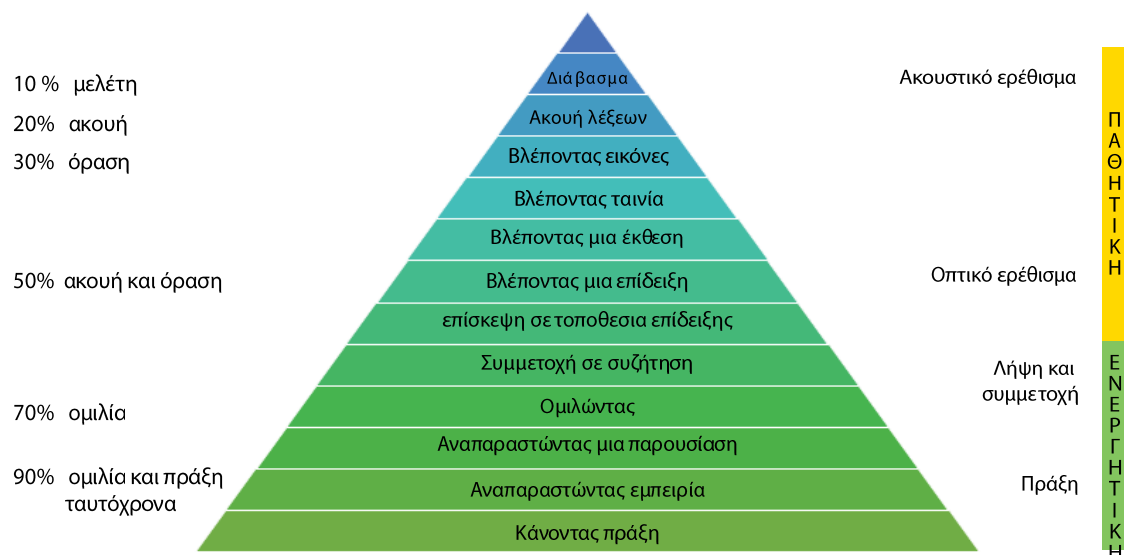 Διάβασμα
10 % μελέτη
Ακουστικό ερέθισμα
Ακουή λέξεων
20% ακουή
Βλέποντας εικόνες
30% όραση
Βλέποντας ταινία
Βλέποντας μια έκθεση
50% ακουή και όραση
Βλέποντας μια επίδειξη
Οπτικό ερέθισμα
επίσκεψη σε τοποθεσια επίδειξης
Συμμετοχή σε συζήτηση
Λήψη και
συμμετοχή
70% ομιλία
Ομιλώντας
Αναπαραστώντας μια παρουσίαση
90% ομιλία και πράξη
ταυτόχρονα
Αναπαραστώντας εμπειρία
Πράξη
Κάνοντας πράξη
ΠΑΘΗΤΙΚΗ
ΕΝΕΡΓΗΤΙΚΗ